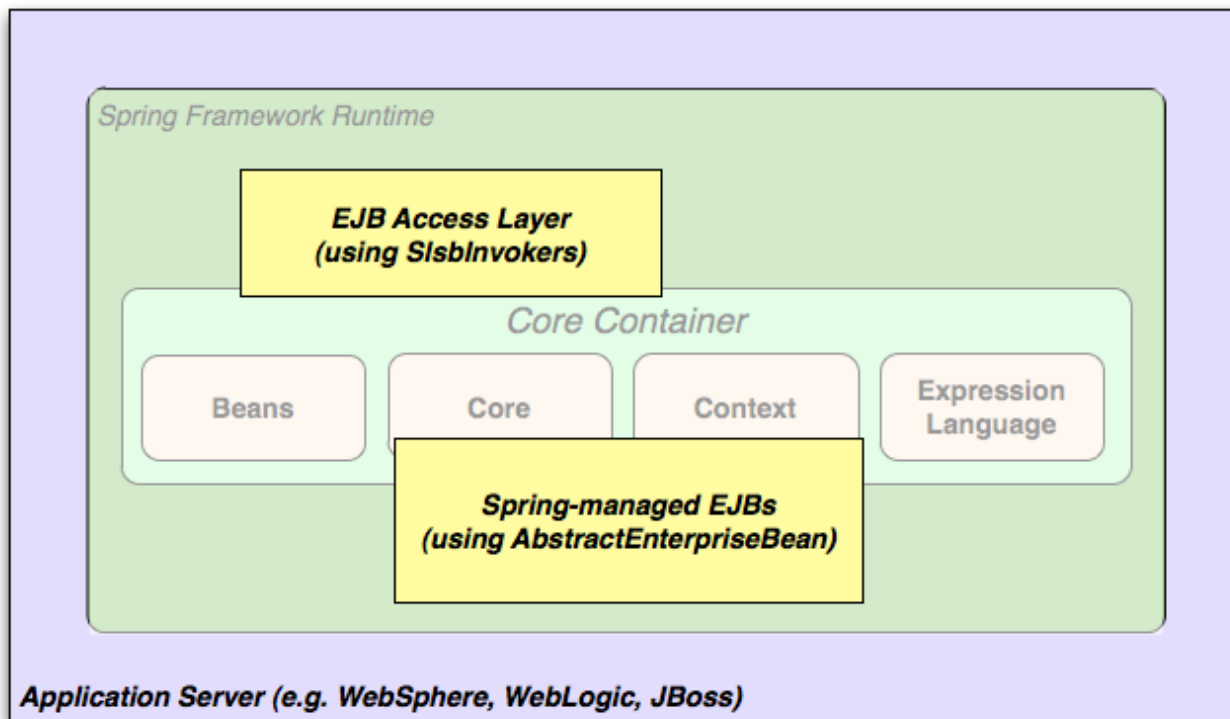 Spring Framework Runtime
EJB Access Layer
(using SlsbInvokers)
Core Container
Beans
Core
Context
Expression
Language
Spring-managed EJBs
(using AbstractEnterpriseBean)
Application Server (e.g. WebSphere, WebLogic, JBoss)